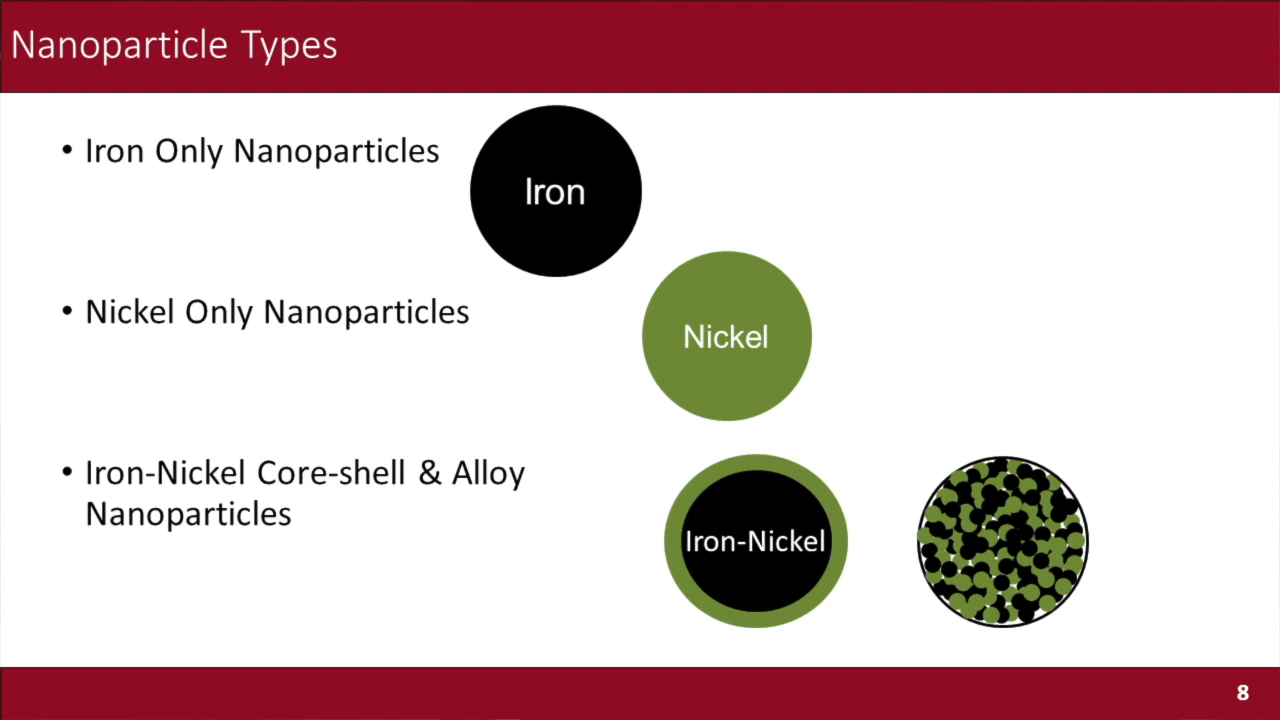 Nanoparticle Types
• Iron Only Nanoparticles
Iron
• Nickel Only Nanoparticles
Nickel
• Iron-Nickel Core-shell & Alloy
Nanoparticles
Iron-Nickel
8